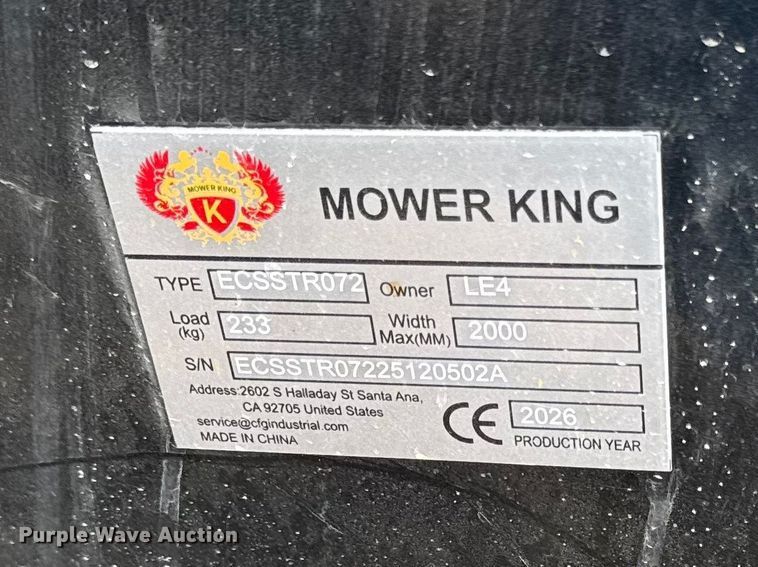 MOWER KING
K
MOWER KING
TYPE ECSSTR072 Owner LE4
Load (kg) 233 Width Max(MM) 2000
S/N ECSSTR07225120502A
Address:2602 S Halladay St Santa Ana,
CA 92705 United States
service@cfgindustrial.com
MADE IN CHINA
CE 2026
PRODUCTION YEAR
Purple Wave Auction®